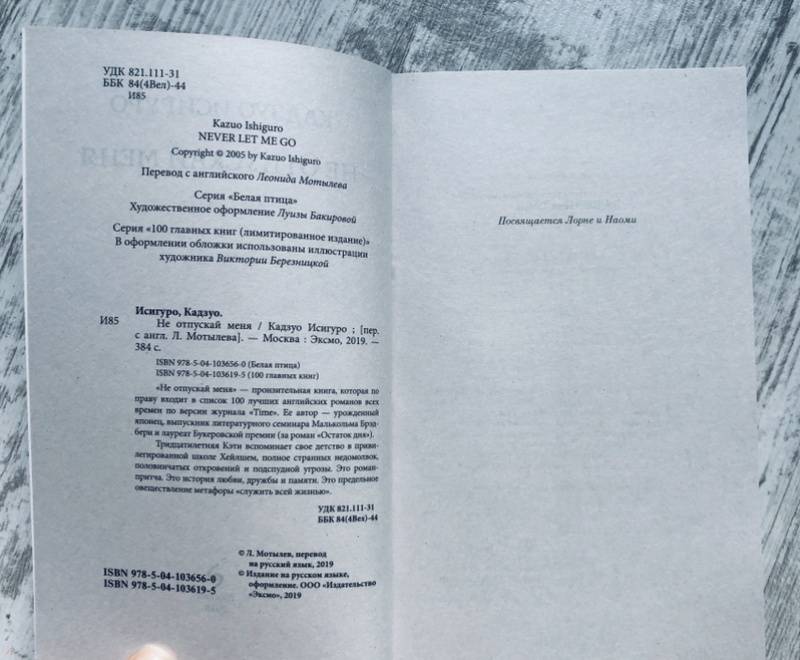 УДК 821.111-31
ББК 84(4Вел)-44
И85
Kazuo Ishiguro
NEVER LET ME GO
Copyright © 2005 by Kazuo Ishiguro
Перевод с английского Леонида Мотылева
Серия «Белая птица»
Художественное оформление Луизы Бакировой
Серия «100 главных книг (лимитированное издание)»
В оформлении обложки использованы иллюстрации
художника Виктории Березницкой
Исигуро, Кадзуо.
И85 Не отпускай меня / Кадзуо Исигуро ; [пер.
с англ. Л. Мотылева]. — Москва : Эксмо, 2019. —
384 с.
ISBN 978-5-04-103656-0 (Белая птица)
ISBN 978-5-04-103619-5 (100 главных книг)
«Не отпускай меня» — пронзительная книга, которая по
праву входит в список 100 лучших английских романов всех
времен по версии журнала «Time». Ее автор — урожденный
японец, выпускник литературного семинара Малькольма Брэд-
бери и лауреат Букеровской премии (за роман «Остаток дня»).
Тридцатилетняя Кэти вспоминает свое детство в приви-
легированной школе Хейлшем, полное странных недомолвок,
половинчатых откровений и подспудной угрозы. Это роман-
притча. Это история любви, дружбы и памяти. Это предельное
овеществление метафоры «служить всей жизнью».
УДК 821.111-31
ББК 84(4Вел)-44
© Л. Мотылев, перевод
на русский язык, 2019
© Издание на русском языке,
оформление. ООО «Издательство
«Эксмо», 2019
ISBN 978-5-04-103656-0
ISBN 978-5-04-103619-5
Посвящается Лорне и Наоми